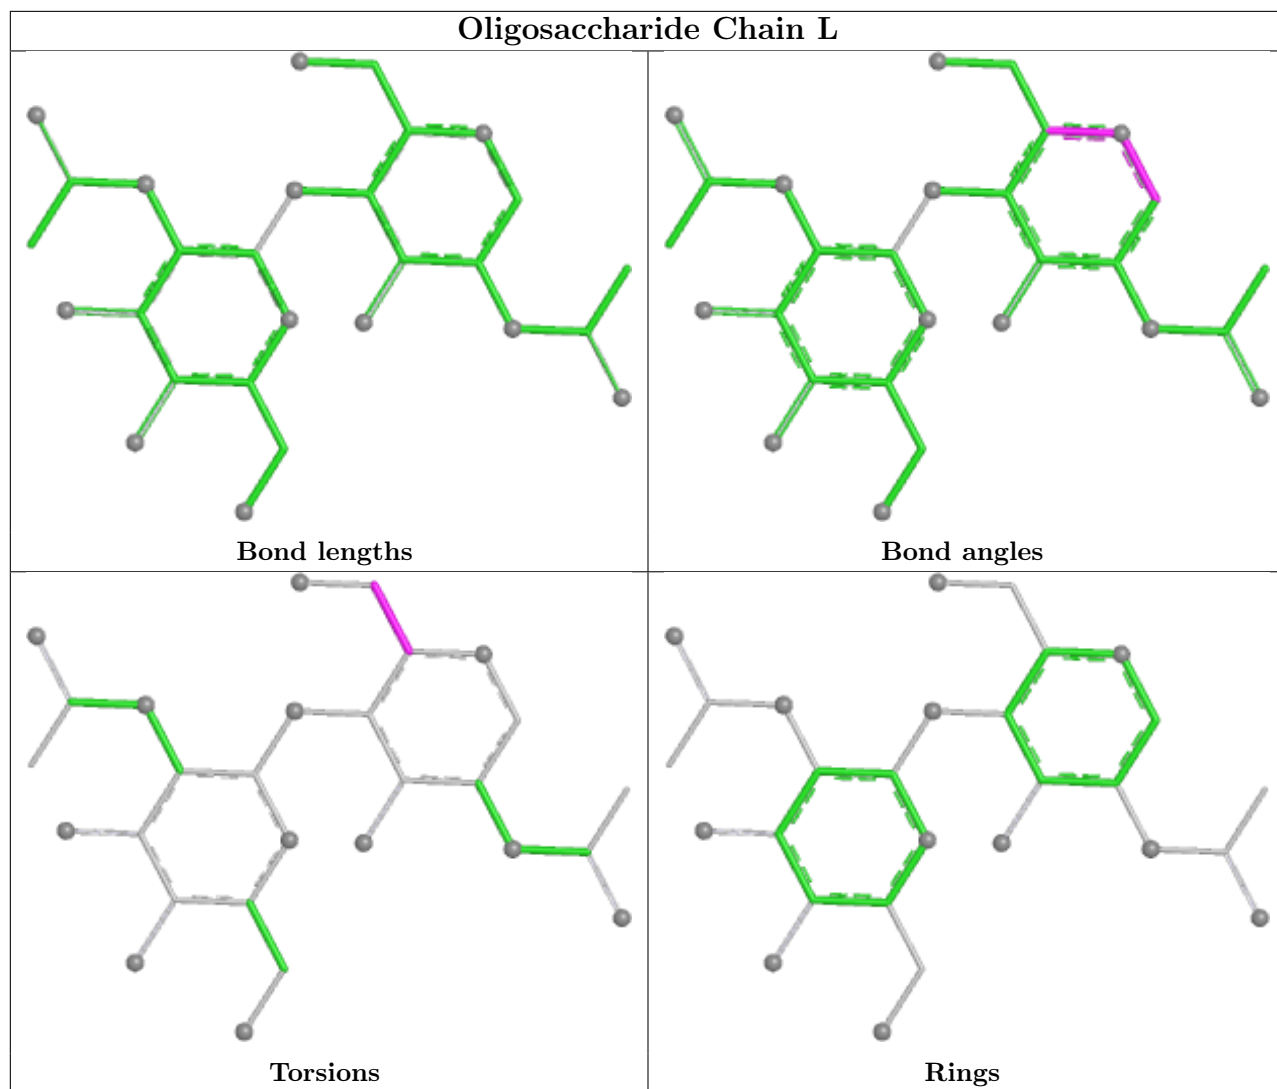 Oligosaccharide Chain L
Bond lengths
Bond angles
Torsions
Rings